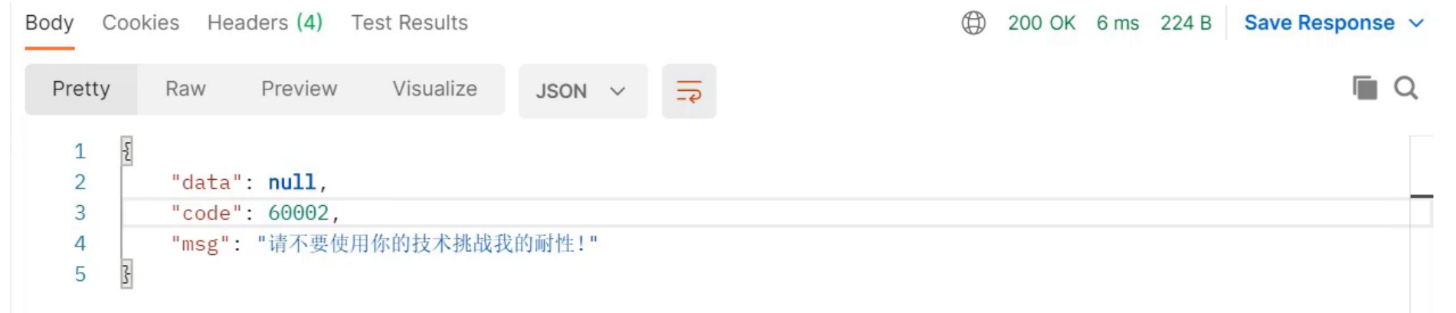 Body Cookies Headers (4) Test Results 200 OK 6 ms 224 B Save Response
Pretty Raw Preview Visualize JSON
1 {
2 "data": null,
3 "code": 60002,
4 "msg": "请不要使用你的技术挑战我的耐性!"
5 }